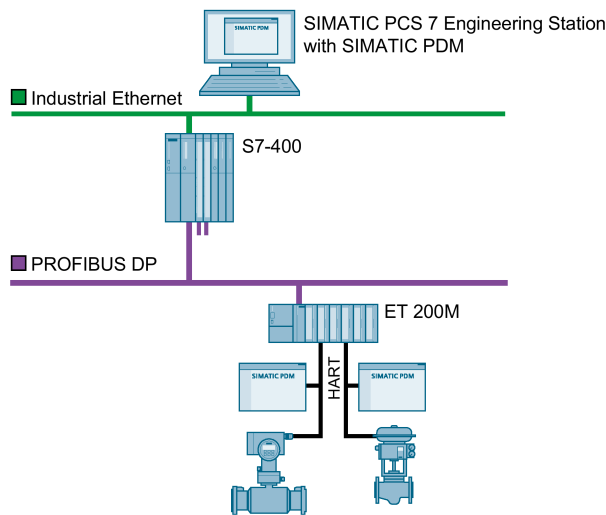 SIMATIC PDM
SIMATIC PCS 7 Engineering Station
with SIMATIC PDM
Industrial Ethernet
S7-400
PROFIBUS DP
ET 200M
SIMATIC PDM
HART
SIMATIC PDM